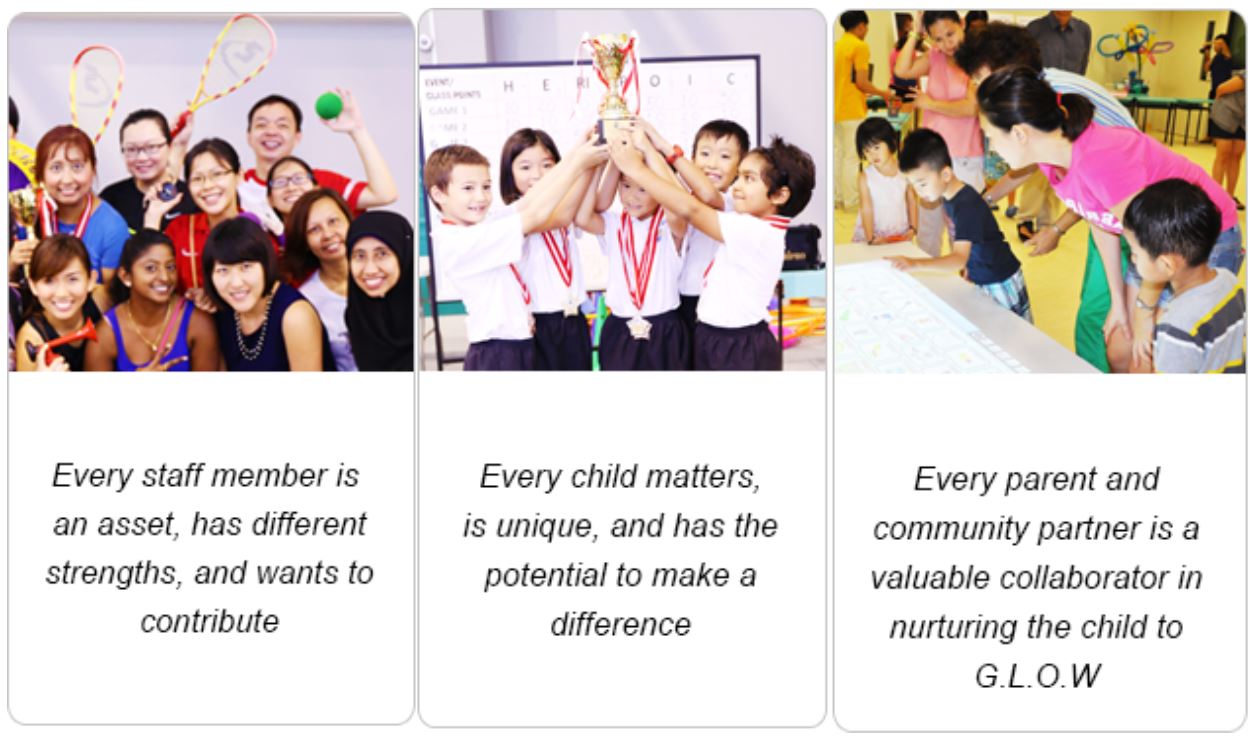 EVENT/ H E R O I C
CLASS POINTS
GAME 1
GAME 2
Every staff member is
an asset, has different
strengths, and wants to
contribute
Every child matters,
is unique, and has the
potential to make a
difference
Every parent and
community partner is a
valuable collaborator in
nurturing the child to
G.L.O.W